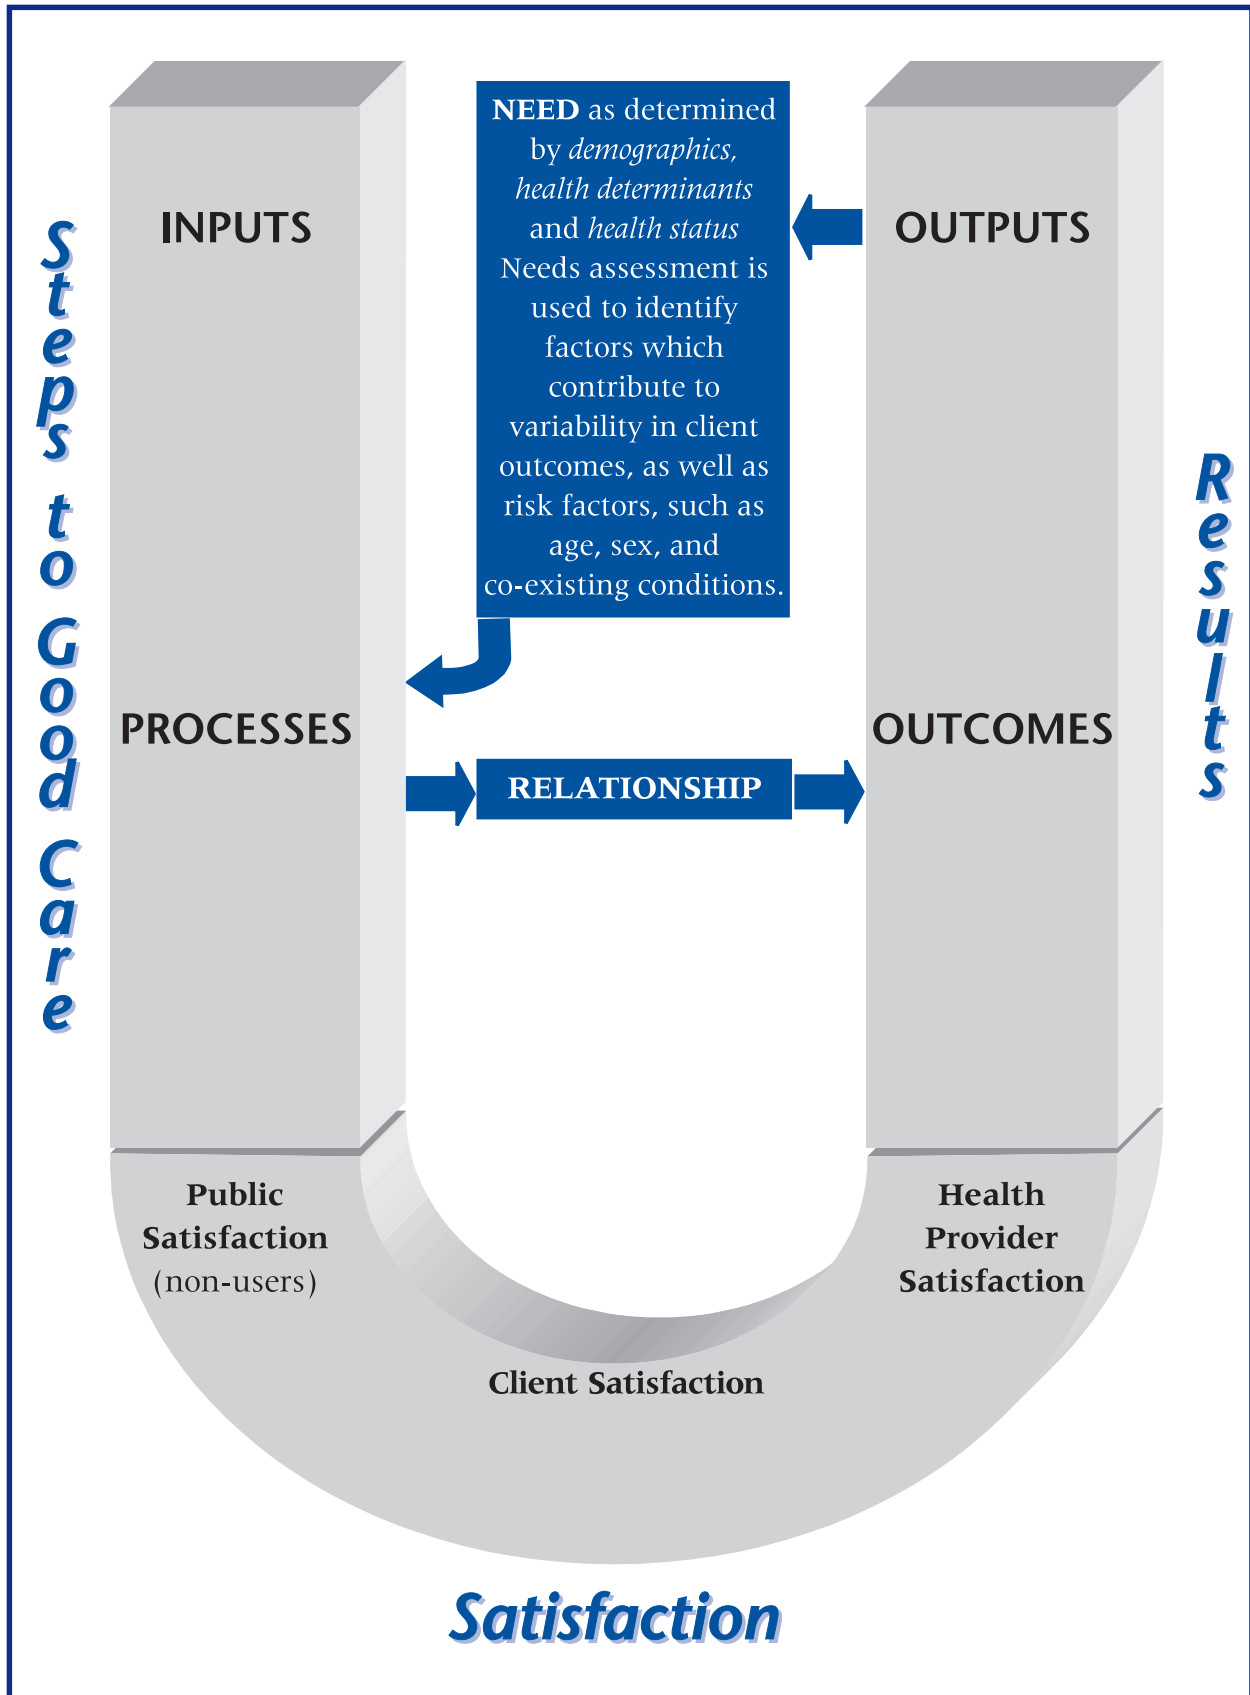 Steps to Good Care
INPUTS
PROCESSES
NEED as determined
by demographics,
health determinants
and health status
Needs assessment is
used to identify
factors which
contribute to
variability in client
outcomes, as well as
risk factors, such as
age, sex, and
co-existing conditions.
RELATIONSHIP
OUTPUTS
OUTCOMES
Results
Public
Satisfaction
(non-users)
Client Satisfaction
Health
Provider
Satisfaction
Satisfaction